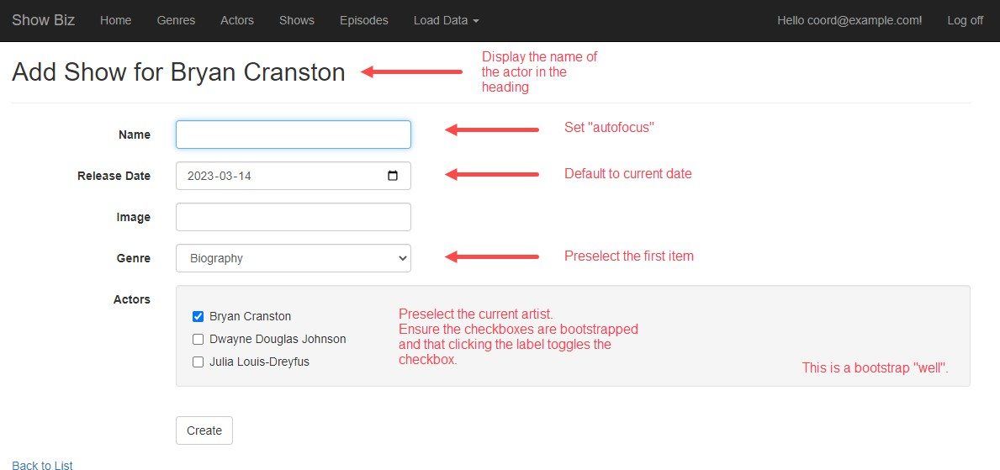 Show Biz Home Genres Actors Shows Episodes Load Data Hello coord@example.com! Log off
Add Show for Bryan Cranston
Display the name of
the actor in the
heading
Name
Set "autofocus"
Release Date 2023-03-14
Default to current date
Image
Genre Biography
Preselect the first item
Actors
Bryan Cranston
Dwayne Douglas Johnson
Julia Louis-Dreyfus
Preselect the current artist.
Ensure the checkboxes are bootstrapped
and that clicking the label toggles the
checkbox.
This is a bootstrap "well".
Create
Back to List